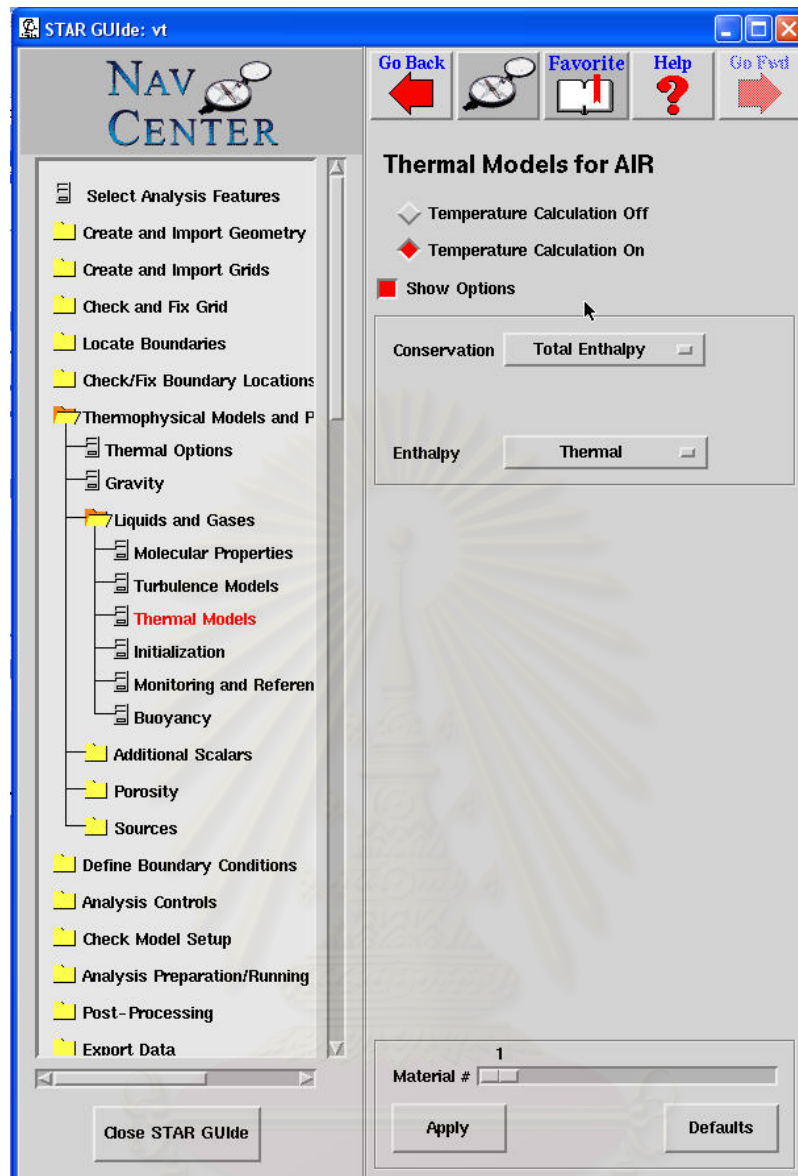 STAR GUIde: vt
NAV
CENTER
Go Back
Favorite
Help
Go Fwd
Select Analysis Features
Create and Import Geometry
Create and Import Grids
Check and Fix Grid
Locate Boundaries
Check/Fix Boundary Locations
Thermophysical Models and P
Thermal Options
Gravity
Liquids and Gases
Molecular Properties
Turbulence Models
Thermal Models
Initialization
Monitoring and Referen
Buoyancy
Additional Scalars
Porosity
Sources
Define Boundary Conditions
Analysis Controls
Check Model Setup
Analysis Preparation/Running
Post-Processing
Export Data
Close STAR GUIde
Thermal Models for AIR
Temperature Calculation Off
Temperature Calculation On
Show Options
Conservation Total Enthalpy
Enthalpy Thermal
1
Material #
Apply Defaults